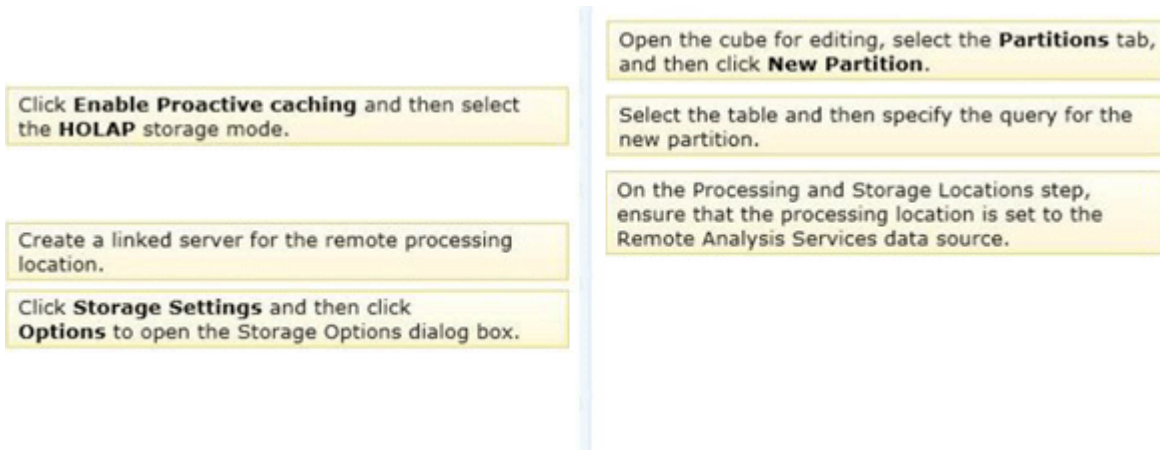 Click Enable Proactive caching and then select
the HOLAP storage mode.
Create a linked server for the remote processing
location.
Click Storage Settings and then click
Options to open the Storage Options dialog box.
Open the cube for editing, select the Partitions tab,
and then click New Partition.
Select the table and then specify the query for the
new partition.
On the Processing and Storage Locations step,
ensure that the processing location is set to the
Remote Analysis Services data source.